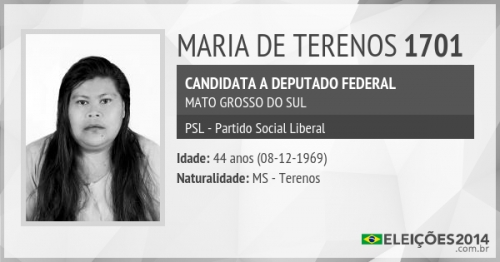 MARIA DE TERENOS 1701
CANDIDATA A DEPUTADO FEDERAL
MATO GROSSO DO SUL
PSL - Partido Social Liberal
Idade: 44 anos (08-12-1969)
Naturalidade: MS - Terenos
ELEIÇÕES2014
.com.br